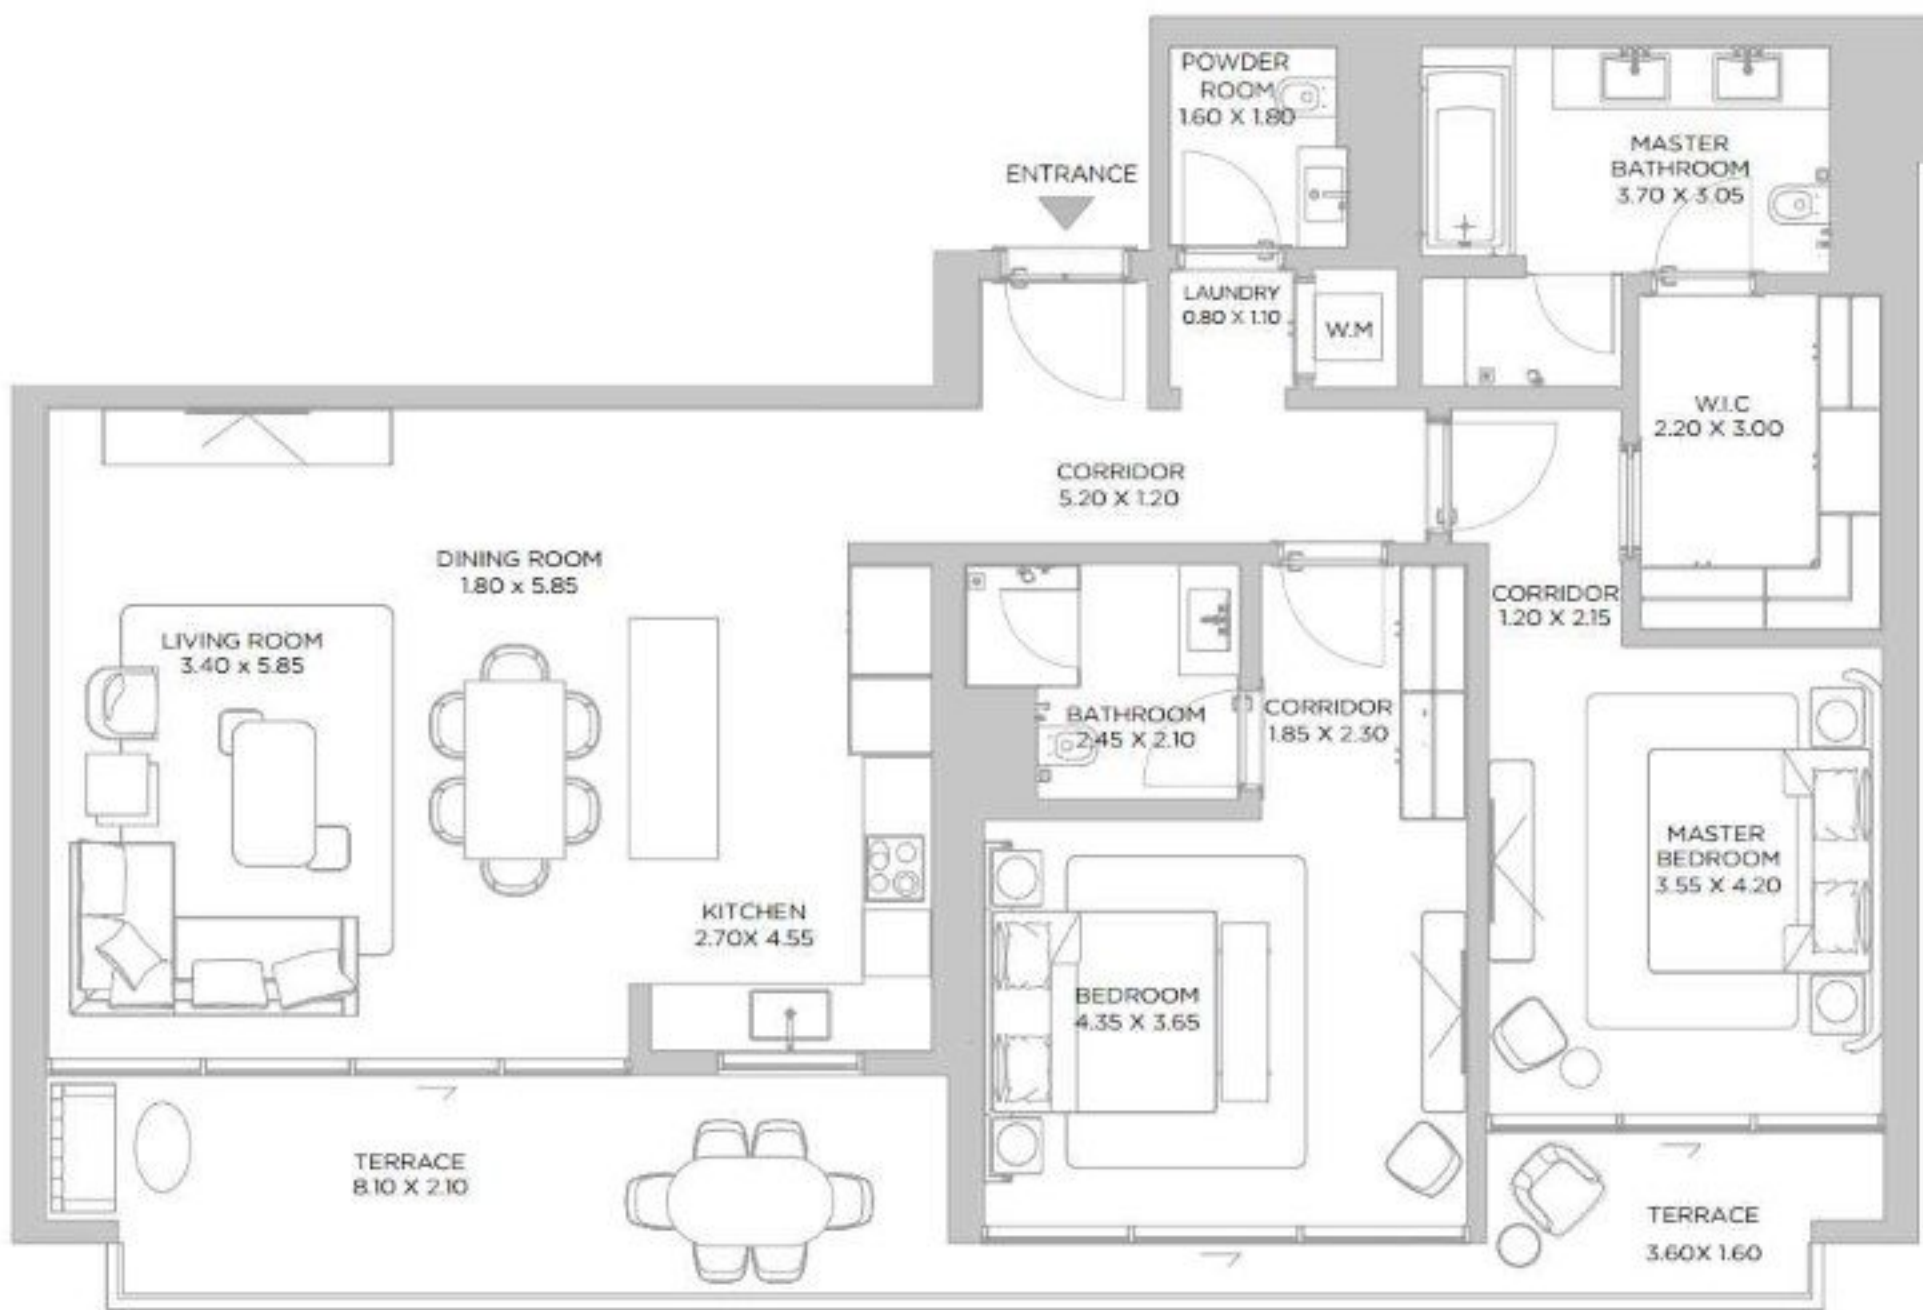 POWDER
ROOM
1.60 X 1.80
ENTRANCE
MASTER
BATHROOM
3.70 X 3.05
LAUNDRY
0.80 X 1.10
W.M
W.I.C
2.20 X 3.00
CORRIDOR
5.20 X 1.20
DINING ROOM
1.80 x 5.85
CORRIDOR
1.20 X 2.15
LIVING ROOM
3.40 x 5.85
BATHROOM
2.45 X 2.10
CORRIDOR
1.85 X 2.30
MASTER
BEDROOM
3.55 X 4.20
KITCHEN
2.70X 4.55
BEDROOM
4.35 X 3.65
TERRACE
8.10 X 2.10
TERRACE
3.60X 1.60